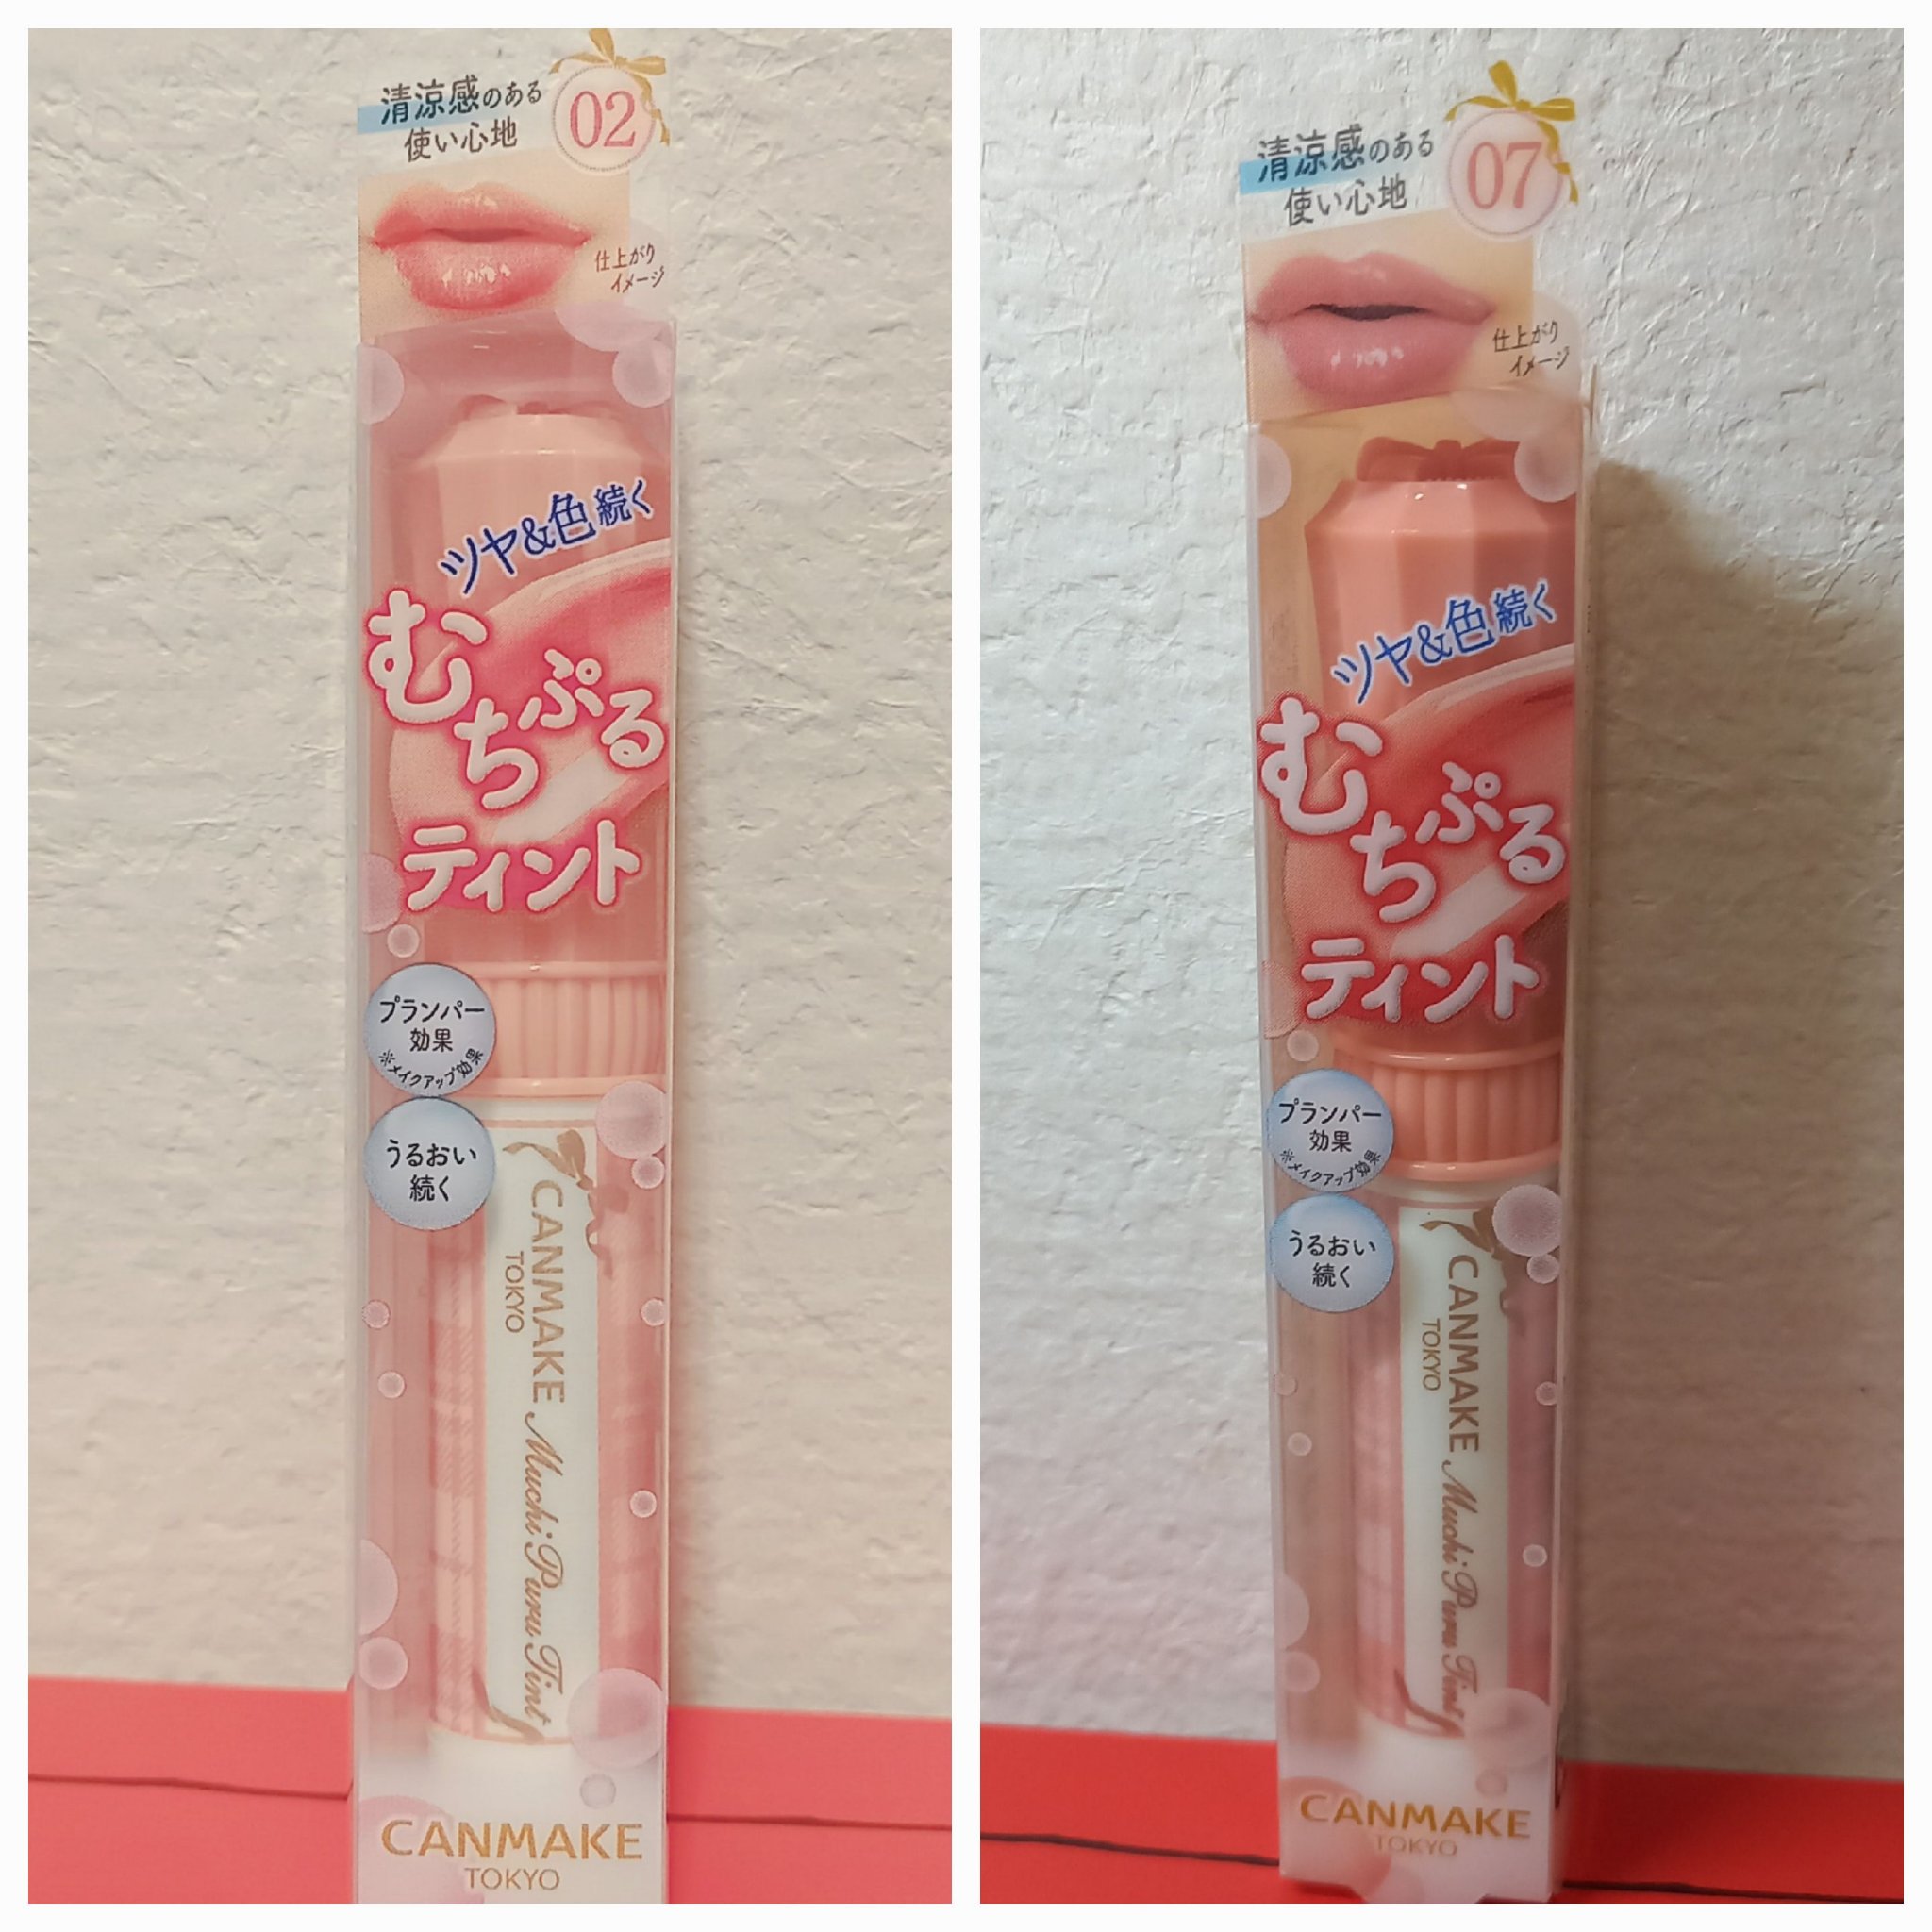 清涼感のある
使い心地
02
仕上がり
イメージ
ツヤ&色続く
むちぷる
ティント
プランパー
効果
※メイクアップ効果
うるおい
続く
CANMAKE Muchi Puru Tint
TOKYO
CANMAKE
TOKYO
清涼感のある
使い心地
07
仕上がり
イメージ
ツヤ&色続く
むちぷる
ティント
プランパー
効果
※メイクアップ効果
うるおい
続く
CANMAKE Muchi Puru Tint
TOKYO
CANMAKE
TOKYO